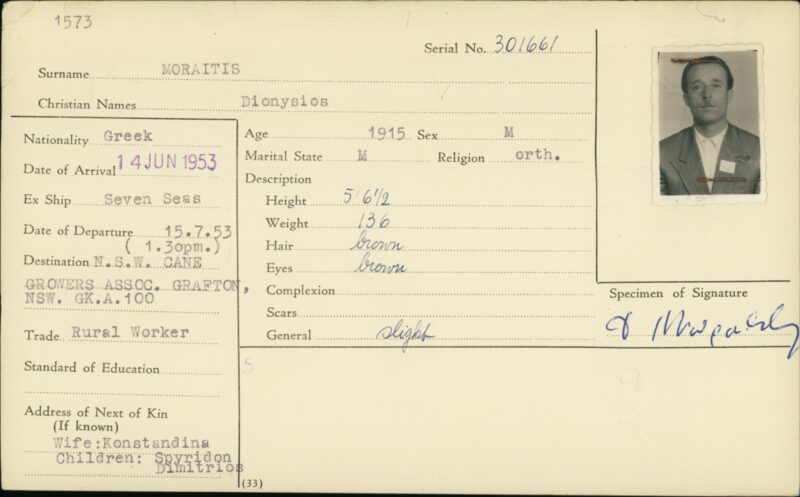 1573
Serial No. 301661
Surname MORAITIS
Christian Names Dionysios
Nationality Greek
Date of Arrival 14 JUN 1953
Ex Ship Seven Seas
Date of Departure 15.7.53
( 1.30pm.)
Destination N.S.W. CANE
GROWERS ASSOC. GRAFTON,
NSW. GK.A.100
Trade Rural Worker
Standard of Education
Address of Next of Kin
(If known)
Wife:Konstandina
Children: Spyridon
Dimitrios
Age 1915 Sex M
Marital State M Religion orth.
Description
Height 5' 6 1/2
Weight 136
Hair brown
Eyes brown
Complexion
Scars
General slight
5
(33)
Specimen of Signature